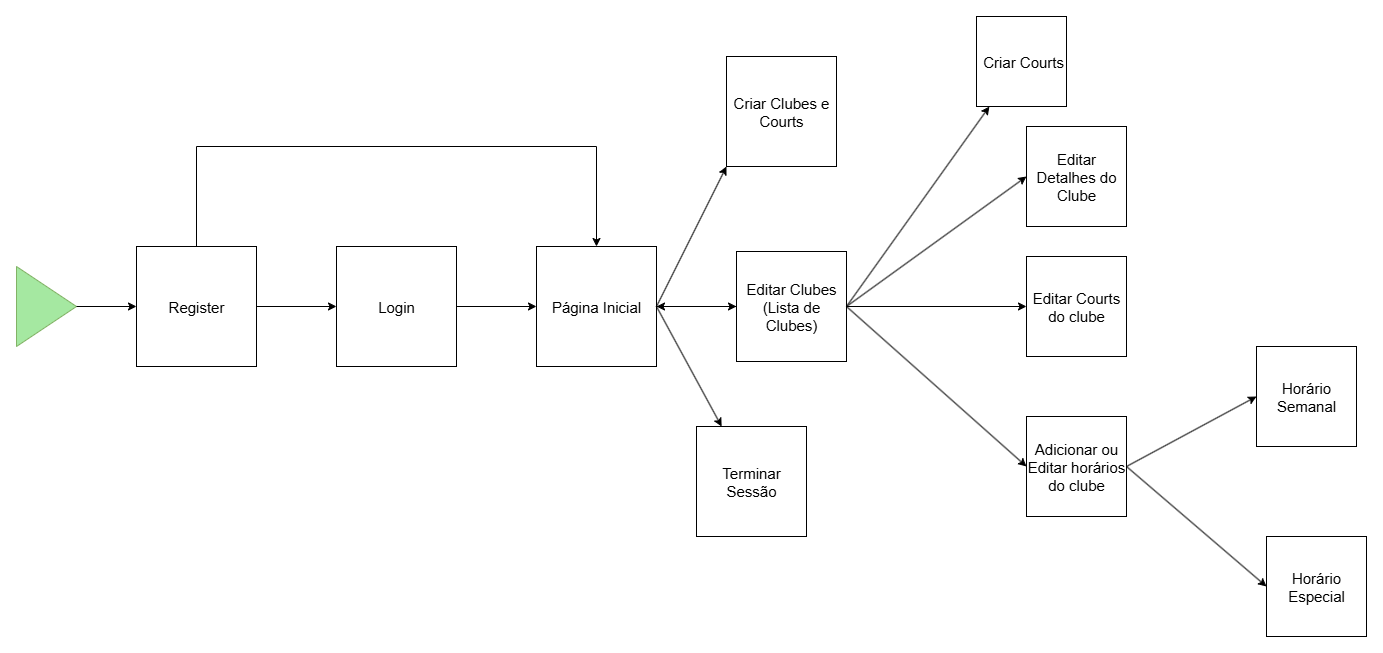 Criar Courts
Criar Clubes e
Courts
Editar
Detalhes do
Clube
Register
Login
Página Inicial
Editar Clubes
(Lista de
Clubes)
Editar Courts
do clube
Horário
Semanal
Adicionar ou
Editar horários
do clube
Terminar
Sessão
Horário
Especial